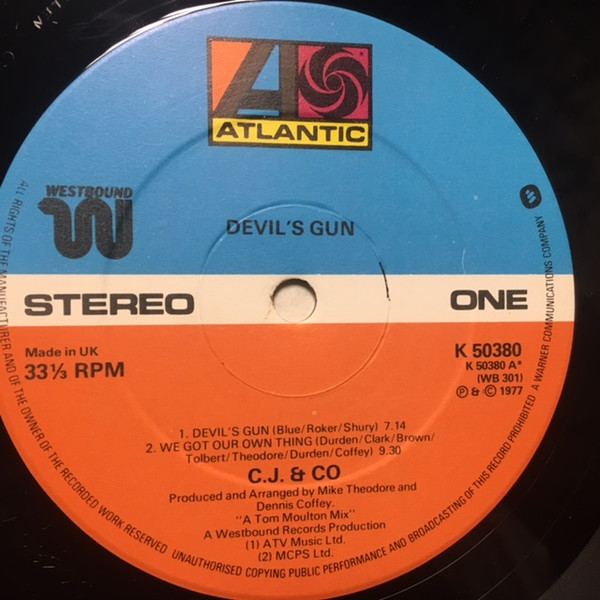 ATLANTIC
WESTBOUND
DEVIL'S GUN
STEREO
ONE
Made in UK
33⅓ RPM
K 50380
K 50380 A*
(WB 301)
Ⓟ & © 1977
1. DEVIL'S GUN (Blue/Roker/Shury) 7.14
2. WE GOT OUR OWN THING (Durden/Clark/Brown/
Tolbert/Theodore/Durden/Coffey) 9.30
C.J. & CO
Produced and Arranged by Mike Theodore and
Dennis Coffey.
"A Tom Moulton Mix"
A Westbound Records Production
(1) ATV Music Ltd.
(2) MCPS Ltd.
ALL RIGHTS OF THE MANUFACTURER AND OF THE OWNER OF THE RECORDED WORK RESERVED UNAUTHORISED COPYING PUBLIC PERFORMANCE AND BROADCASTING OF THIS RECORD PROHIBITED A WARNER COMMUNICATIONS COMPANY